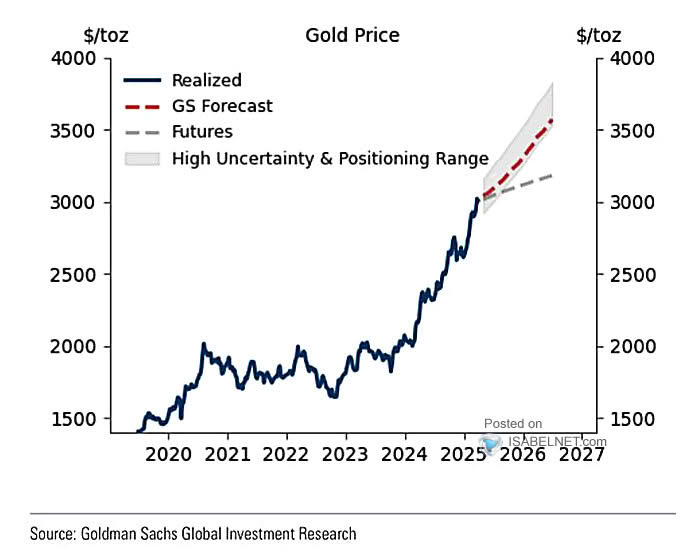 $/toz
Gold Price
$/toz
4000
4000
Realized
GS Forecast
3500
3500
Futures
High Uncertainty & Positioning Range
3000
3000
2500
2500
2000
2000
1500
1500
Posted on
ISABELNET.com
2020 2021 2022 2023 2024 2025 2026 2027
Source: Goldman Sachs Global Investment Research